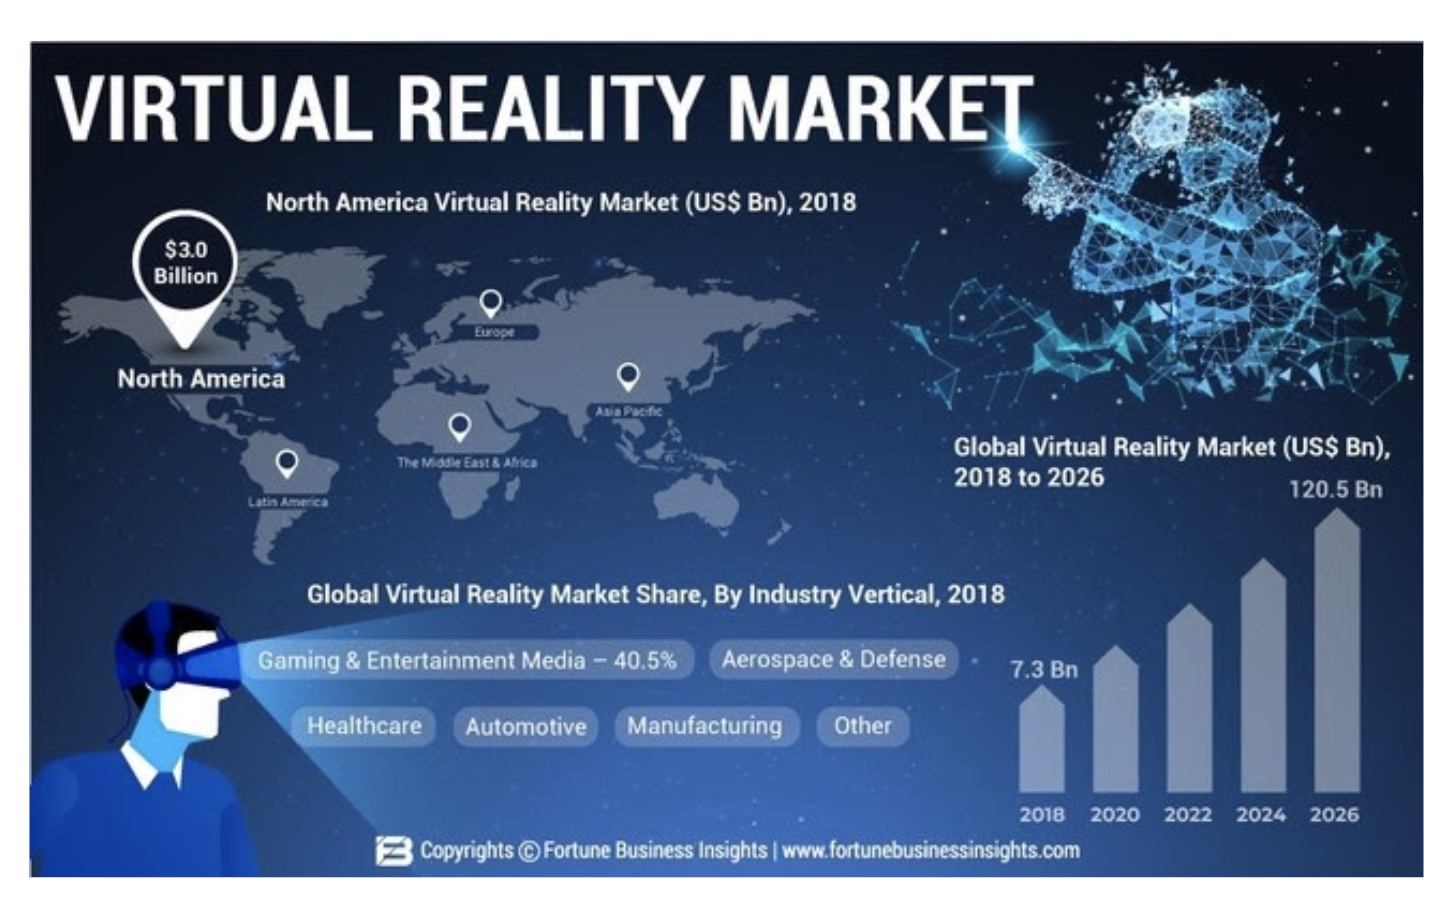 VIRTUAL REALITY MARKET
North America Virtual Reality Market (US$ Bn), 2018
$3.0
Billion
North America
Europe
Asia Pacific
The Middle East & Africa
Latin America
Global Virtual Reality Market (US$ Bn),
2018 to 2026
120.5 Bn
7.3 Bn
2018 2020 2022 2024 2026
Global Virtual Reality Market Share, By Industry Vertical, 2018
Gaming & Entertainment Media – 40.5% Aerospace & Defense
Healthcare Automotive Manufacturing Other
Copyrights © Fortune Business Insights | www.fortunebusinessinsights.com